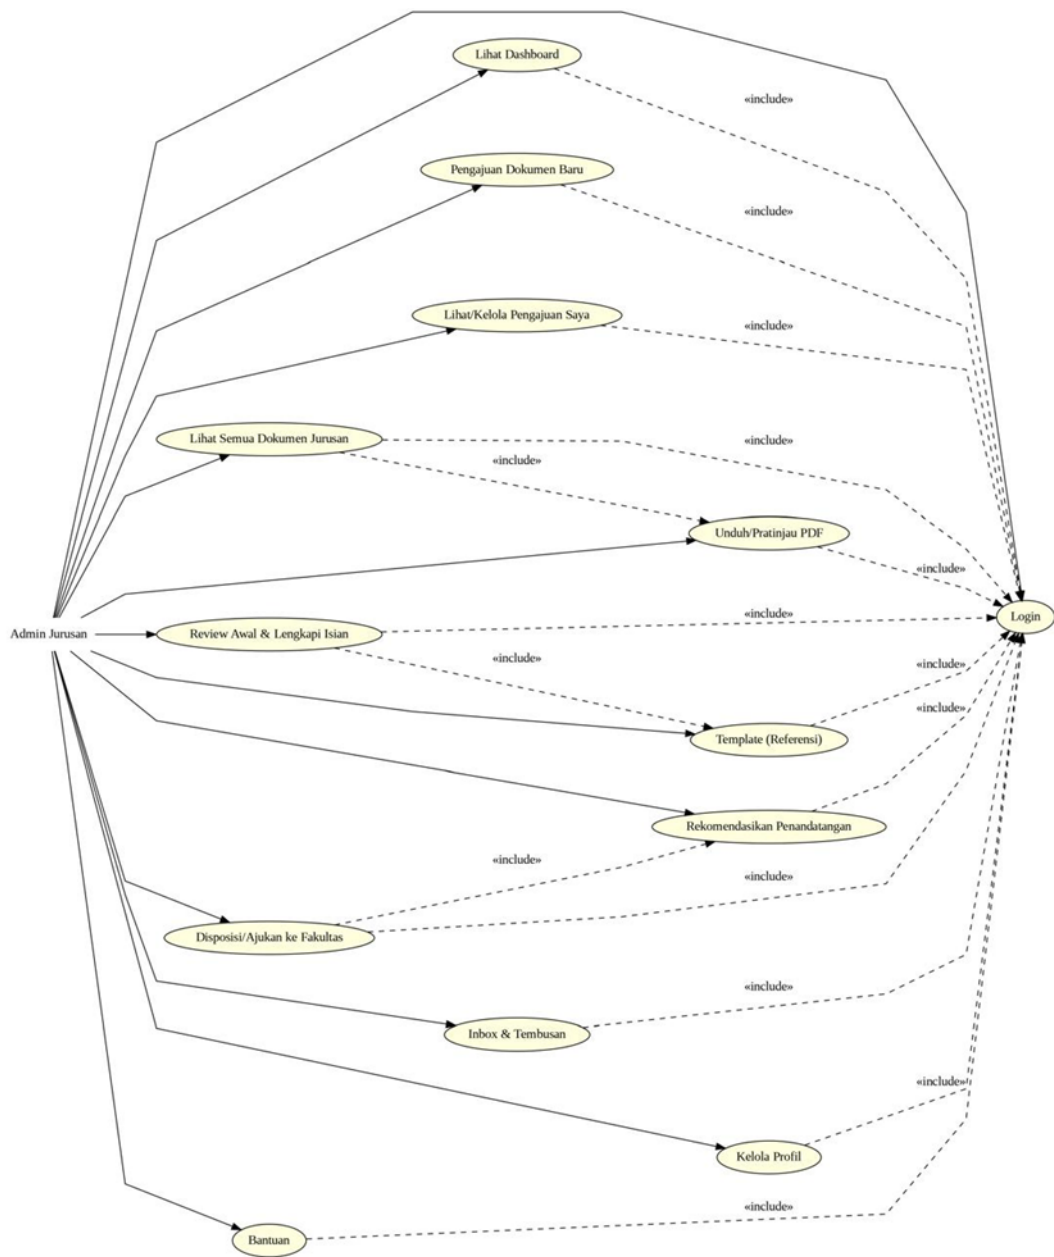 Lihat Dashboard
«include»
Pengajuan Dokumen Baru
«include»
Lihat/Kelola Pengajuan Saya
«include»
Lihat Semua Dokumen Jurusan
«include»
«include»
Unduh/Pratinjau PDF
«include»
Login
Admin Jurusan
Review Awal & Lengkapi Isian
«include»
«include»
«include»
Template (Referensi)
«include»
Rekomendasikan Penandatangan
«include»
«include»
Disposisi/Ajukan ke Fakultas
«include»
Inbox & Tembusan
«include»
Kelola Profil
«include»
Bantuan